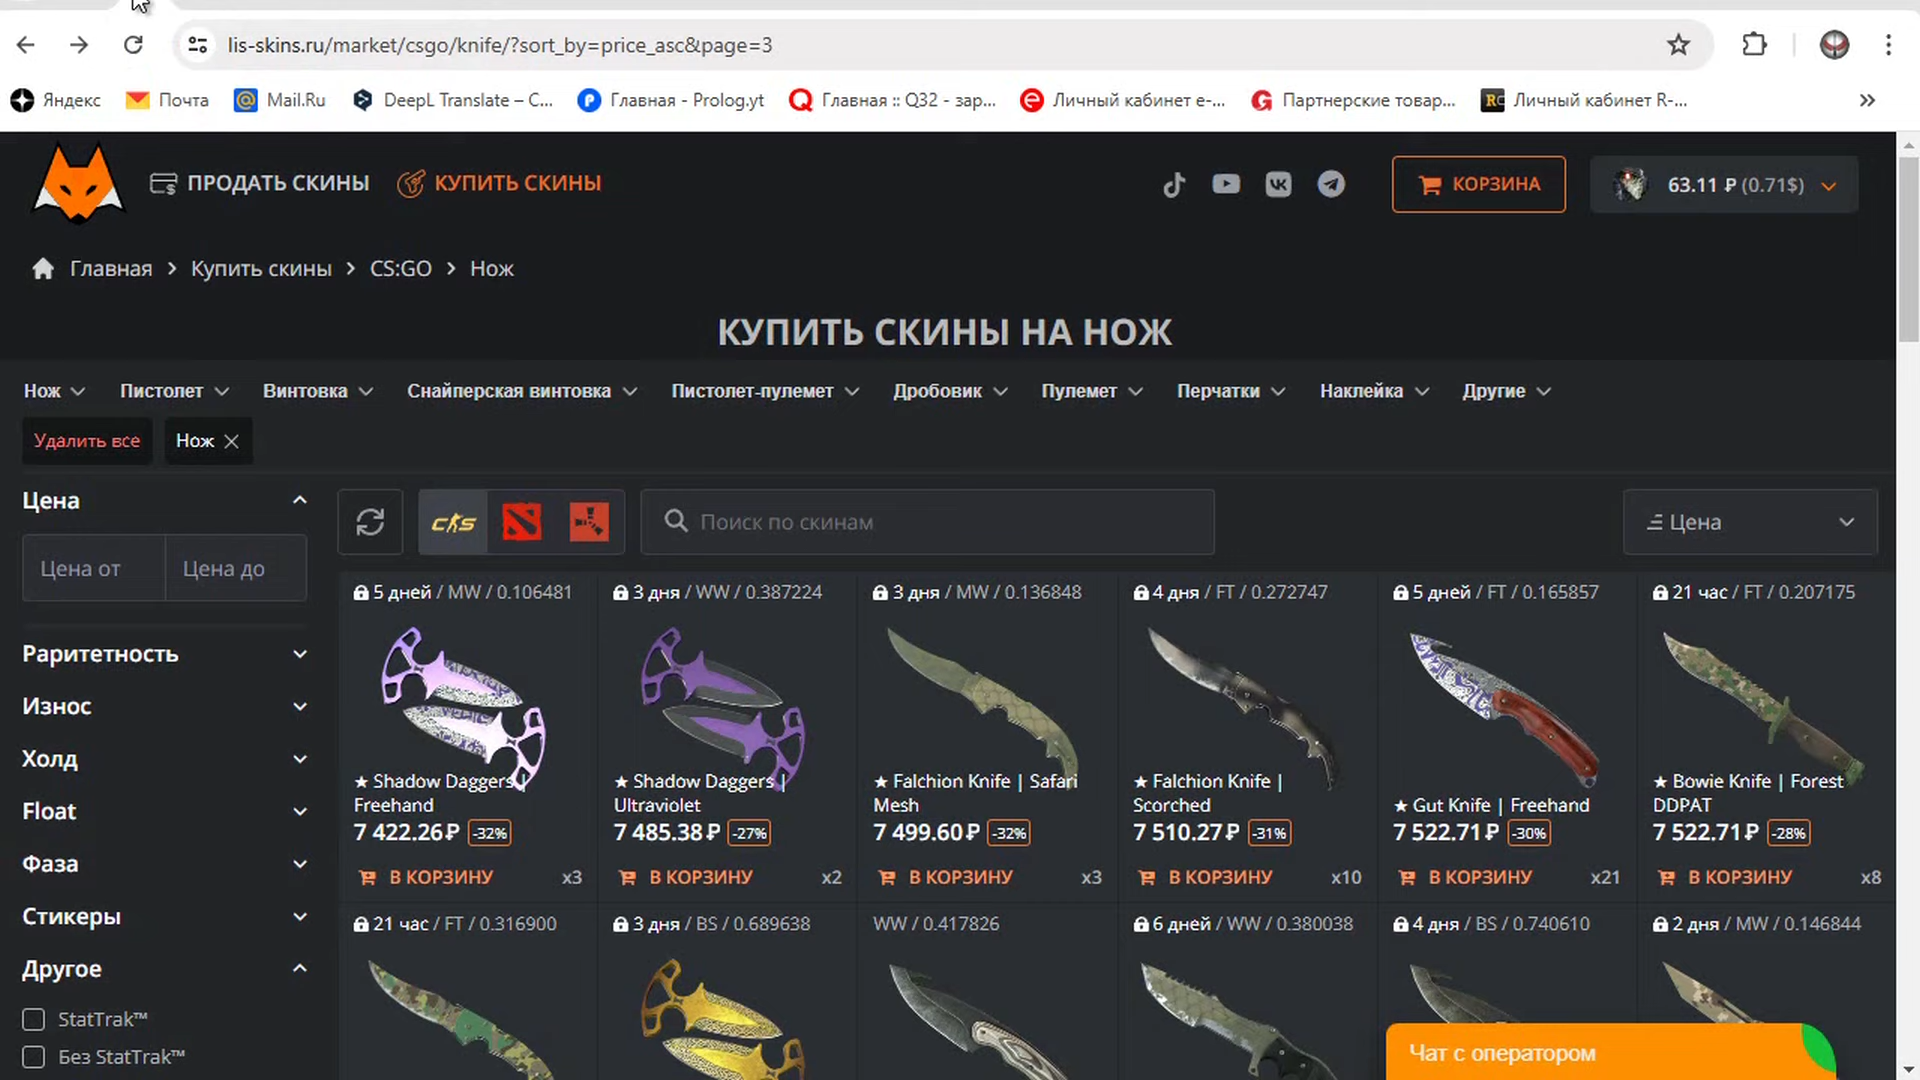 lis-skins.ru/market/csgo/knife/?sort_by=price_asc&page=3
Яндекс
Почта
Mail.Ru
DeepL Translate – C...
Главная - Prolog.yt
Главная :: Q32 - зар...
Личный кабинет e-...
Партнерские товар...
Личный кабинет R-...
ПРОДАТЬ СКИНЫ
КУПИТЬ СКИНЫ
КОРЗИНА
63.11 ₽ (0.71$)
Главная > Купить скины > CS:GO > Нож
КУПИТЬ СКИНЫ НА НОЖ
Нож
Пистолет
Винтовка
Снайперская винтовка
Пистолет-пулемет
Дробовик
Пулемет
Перчатки
Наклейка
Другие
Удалить все
Нож
Цена
Цена от
Цена до
Раритетность
Износ
Холд
Float
Фаза
Стикеры
Другое
StatTrak™
Без StatTrak™
Поиск по скинам
Цена
5 дней / MW / 0.106481
★ Shadow Daggers |
Freehand
7 422.26 ₽ -32%
В КОРЗИНУ x3
3 дня / WW / 0.387224
★ Shadow Daggers |
Ultraviolet
7 485.38 ₽ -27%
В КОРЗИНУ x2
3 дня / MW / 0.136848
★ Falchion Knife | Safari
Mesh
7 499.60 ₽ -32%
В КОРЗИНУ x3
4 дня / FT / 0.272747
★ Falchion Knife |
Scorched
7 510.27 ₽ -31%
В КОРЗИНУ x10
5 дней / FT / 0.165857
★ Gut Knife | Freehand
7 522.71 ₽ -30%
В КОРЗИНУ x21
21 час / FT / 0.207175
★ Bowie Knife | Forest
DDPAT
7 522.71 ₽ -28%
В КОРЗИНУ x8
21 час / FT / 0.316900
3 дня / BS / 0.689638
WW / 0.417826
6 дней / WW / 0.380038
4 дня / BS / 0.740610
2 дня / MW / 0.146844
Чат с оператором